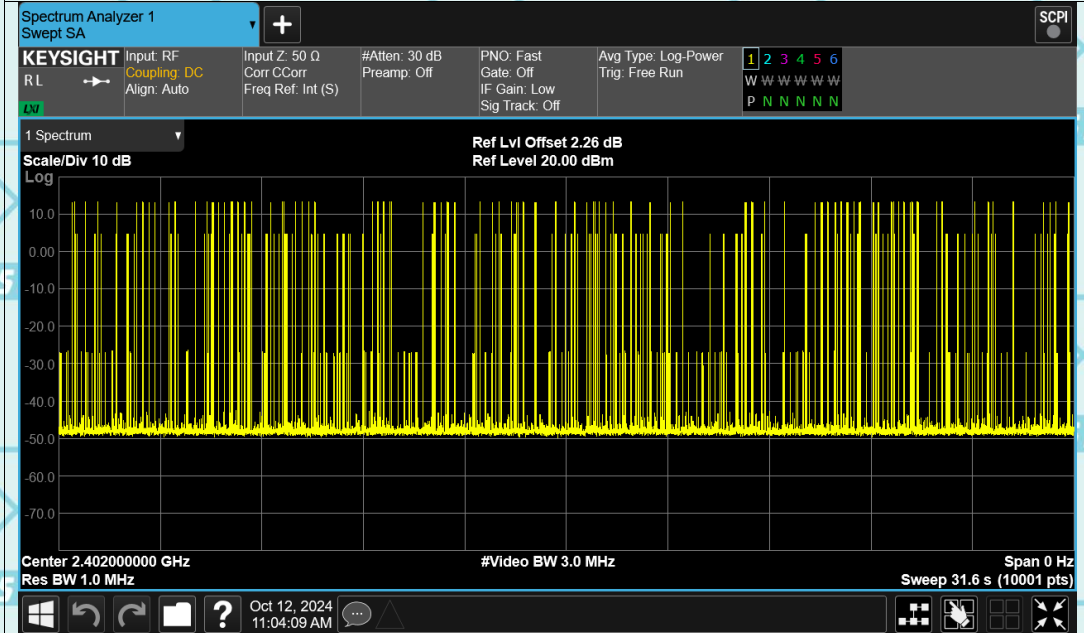 Spectrum Analyzer 1
Swept SA
+
SCPI
KEYSIGHT
R L
LXI
Input: RF
Coupling: DC
Align: Auto
Input Z: 50 Ω
Corr CCorr
Freq Ref: Int (S)
#Atten: 30 dB
Preamp: Off
PNO: Fast
Gate: Off
IF Gain: Low
Sig Track: Off
Avg Type: Log-Power
Trig: Free Run
1 2 3 4 5 6
W W W W W W
P N N N N N
1 Spectrum
Scale/Div 10 dB
Ref Lvl Offset 2.26 dB
Ref Level 20.00 dBm
Log
10.0
0.00
-10.0
-20.0
-30.0
-40.0
-50.0
-60.0
-70.0
Center 2.402000000 GHz
#Video BW 3.0 MHz
Span 0 Hz
Res BW 1.0 MHz
Sweep 31.6 s (10001 pts)
?
Oct 12, 2024
11:04:09 AM